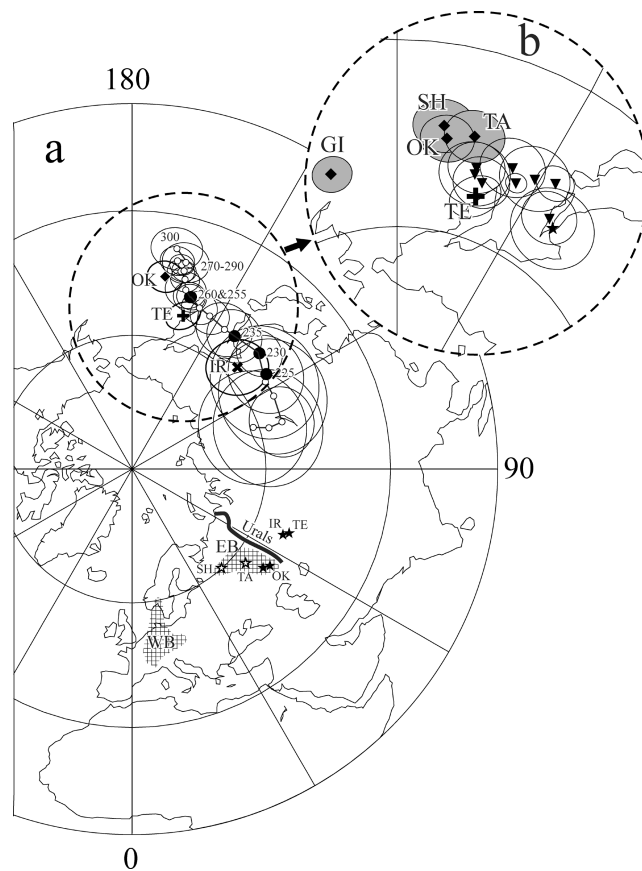 b
180
SH
TA
OK
GI
a
TE
300
270-290
OK
260&255
TE
235
230
IR
225
90
IR TE
Urals
EB
SH
TA
OK
WB
0